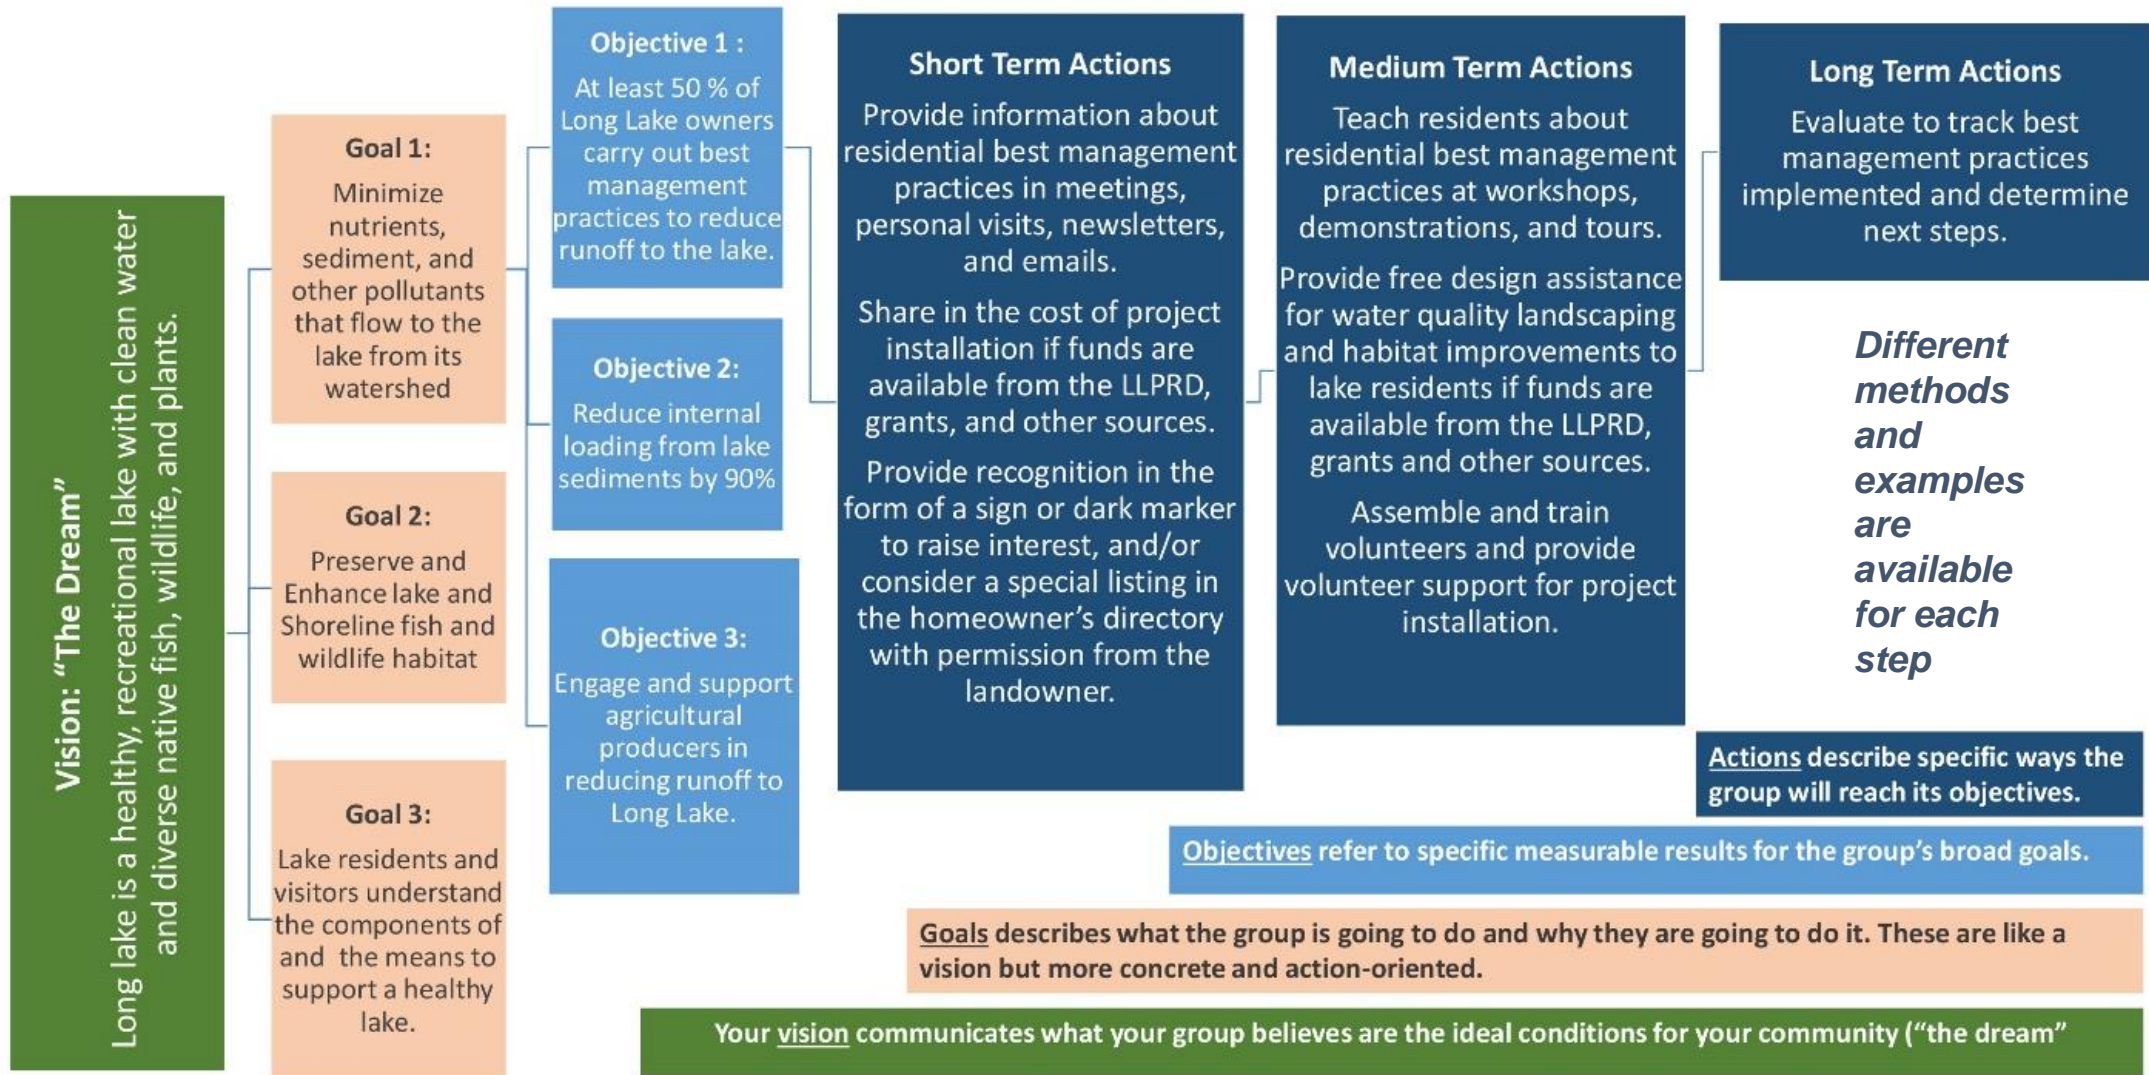 Vision: “The Dream”
Long lake is a healthy, recreational lake with clean water
and diverse native fish, wildlife, and plants.
Goal 1:
Minimize
nutrients,
sediment, and
other pollutants
that flow to the
lake from its
watershed
Goal 2:
Preserve and
Enhance lake and
Shoreline fish and
wildlife habitat
Goal 3:
Lake residents and
visitors understand
the components of
and the means to
support a healthy
lake.
Objective 1 :
At least 50 % of
Long Lake owners
carry out best
management
practices to reduce
runoff to the lake.
Objective 2:
Reduce internal
loading from lake
sediments by 90%
Objective 3:
Engage and support
agricultural
producers in
reducing runoff to
Long Lake.
Short Term Actions
Provide information about
residential best management
practices in meetings,
personal visits, newsletters,
and emails.
Share in the cost of project
installation if funds are
available from the LLPRD,
grants, and other sources.
Provide recognition in the
form of a sign or dark marker
to raise interest, and/or
consider a special listing in
the homeowner’s directory
with permission from the
landowner.
Medium Term Actions
Teach residents about
residential best management
practices at workshops,
demonstrations, and tours.
Provide free design assistance
for water quality landscaping
and habitat improvements to
lake residents if funds are
available from the LLPRD,
grants and other sources.
Assemble and train
volunteers and provide
volunteer support for project
installation.
Long Term Actions
Evaluate to track best
management practices
implemented and determine
next steps.
Different
methods
and
examples
are
available
for each
step
Actions describe specific ways the
group will reach its objectives.
Objectives refer to specific measurable results for the group’s broad goals.
Goals describes what the group is going to do and why they are going to do it. These are like a
vision but more concrete and action-oriented.
Your vision communicates what your group believes are the ideal conditions for your community (“the dream”